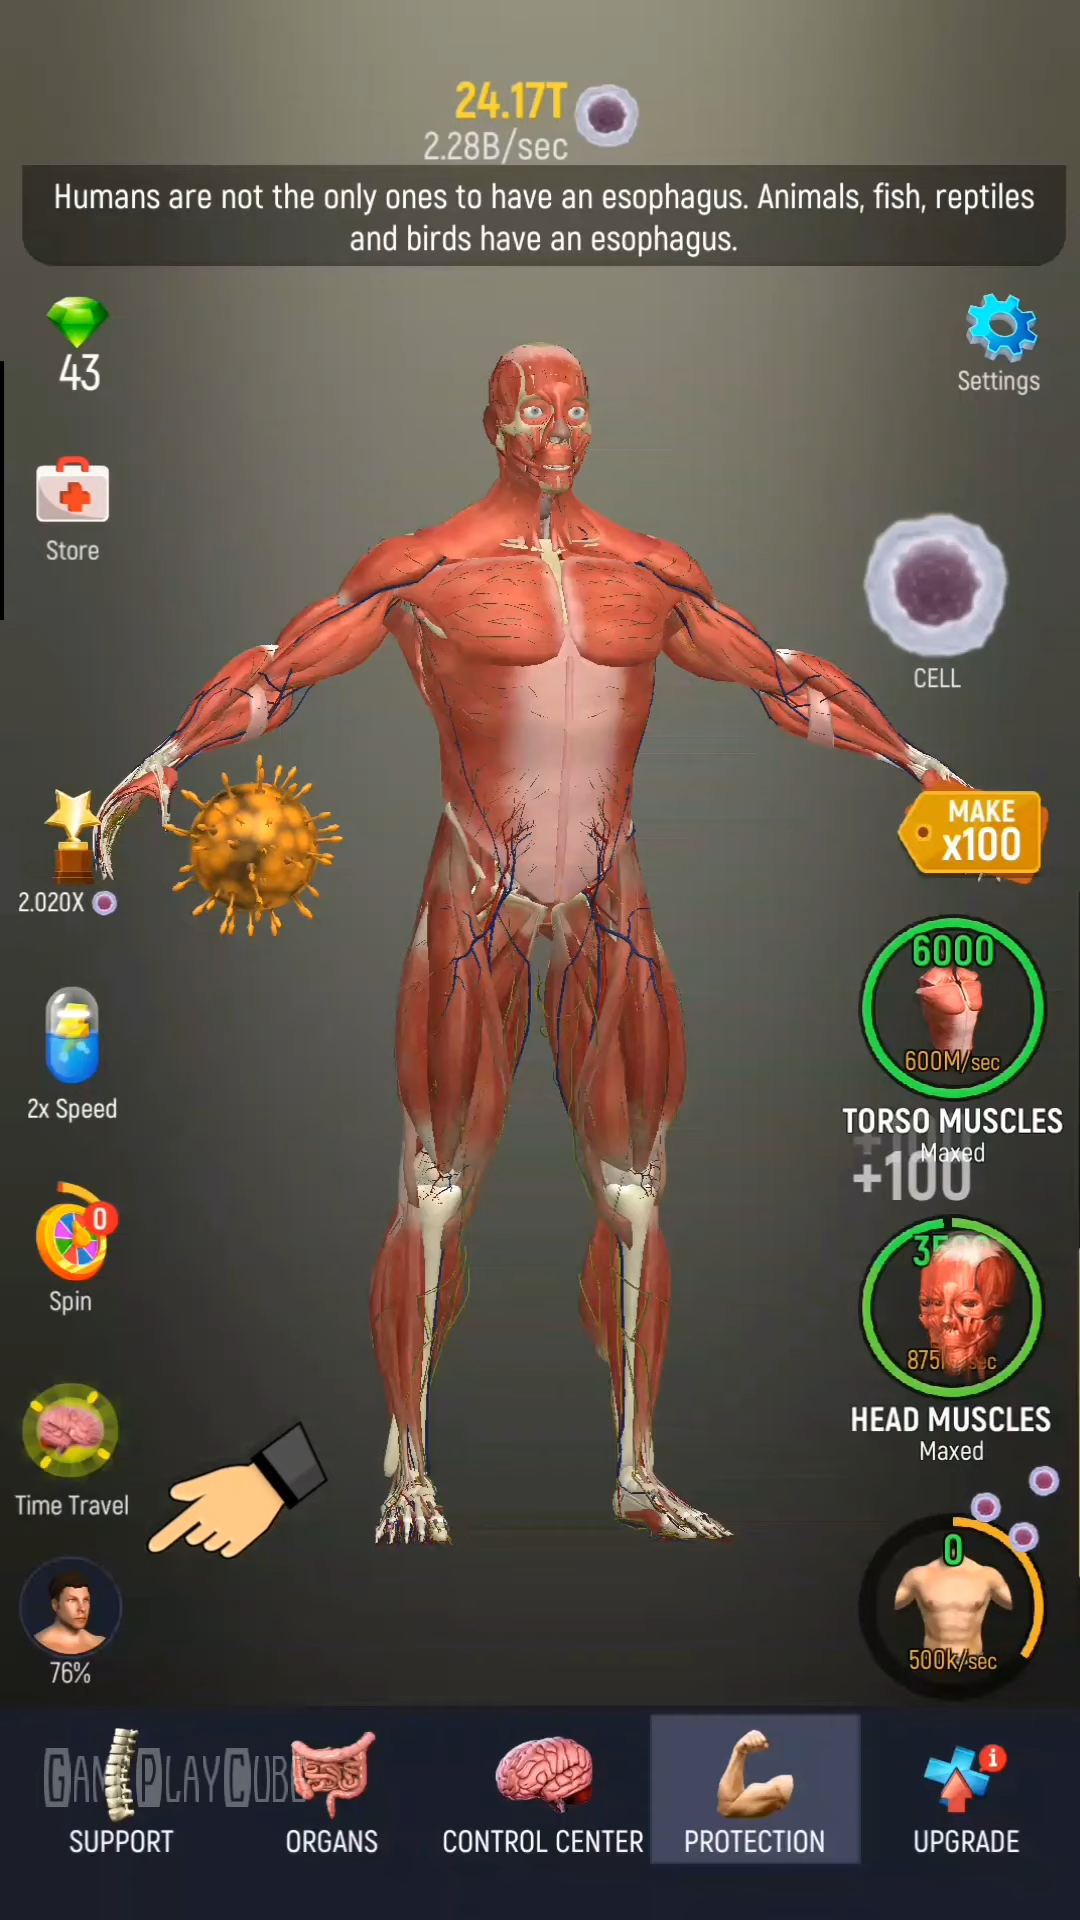 24.17T
2.28B/sec
Humans are not the only ones to have an esophagus. Animals, fish, reptiles
and birds have an esophagus.
43
Settings
Store
CELL
MAKE
x100
2.020X
6000
600M/sec
2x Speed
TORSO MUSCLES
Maxed
+100
0
Spin
HEAD MUSCLES
Maxed
Time Travel
0
500k/sec
76%
GAMEPLAYCUBE
SUPPORT
ORGANS
CONTROL CENTER
PROTECTION
UPGRADE